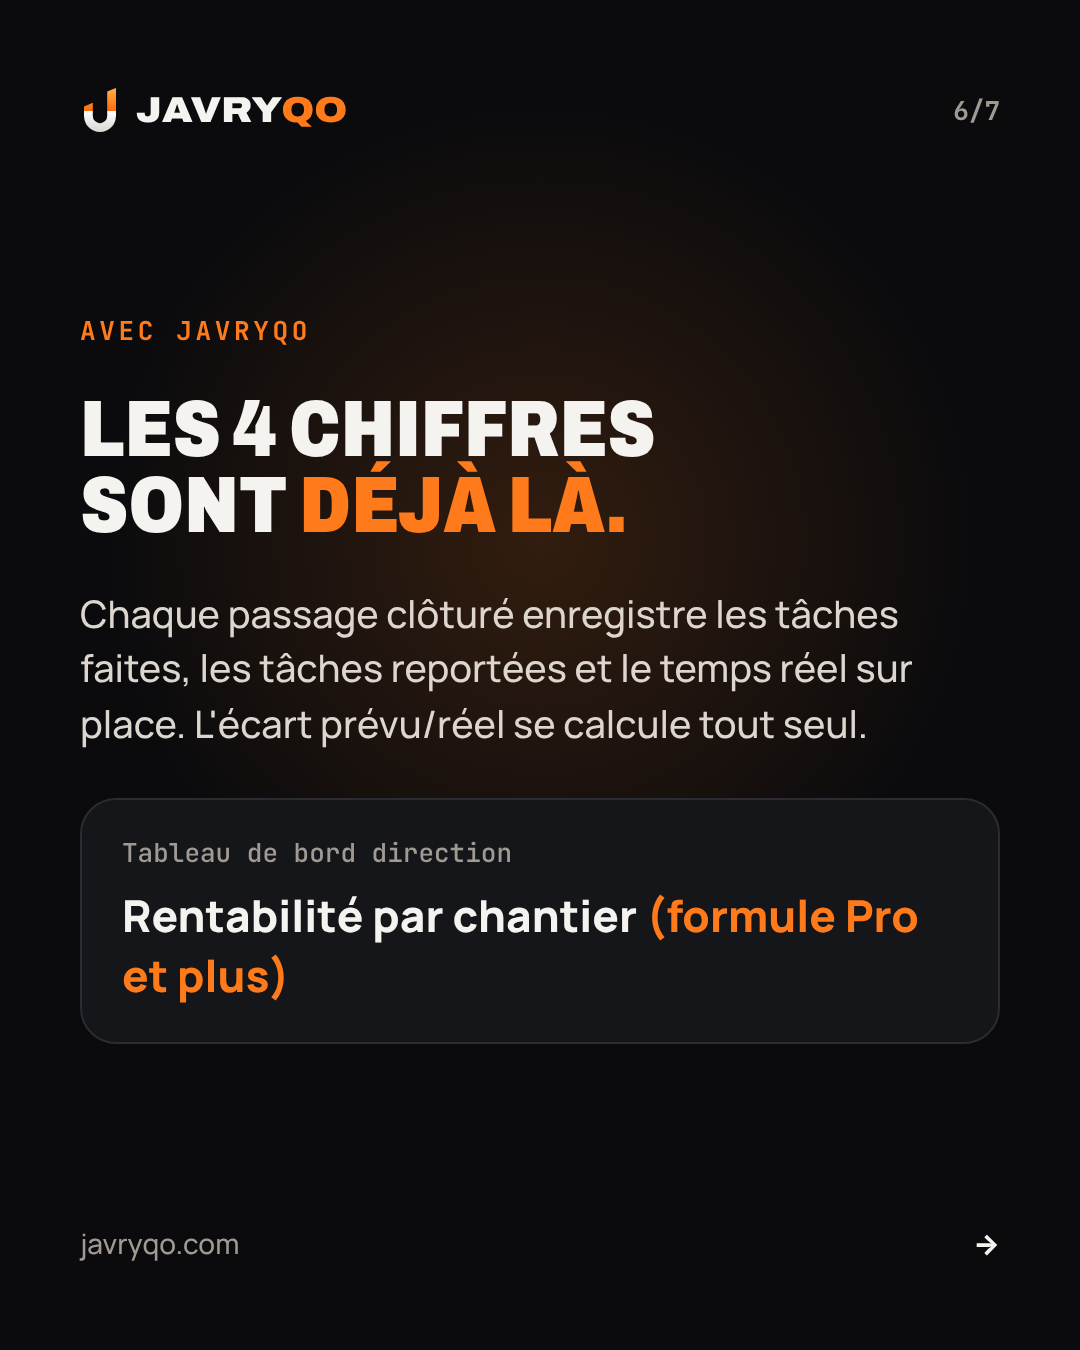 JAVRYQO
6/7
AVEC JAVRYQO
LES 4 CHIFFRES
SONT DÉJÀ LÀ.
Chaque passage clôturé enregistre les tâches
faites, les tâches reportées et le temps réel sur
place. L'écart prévu/réel se calcule tout seul.
Tableau de bord direction
Rentabilité par chantier (formule Pro
et plus)
javryqo.com
→